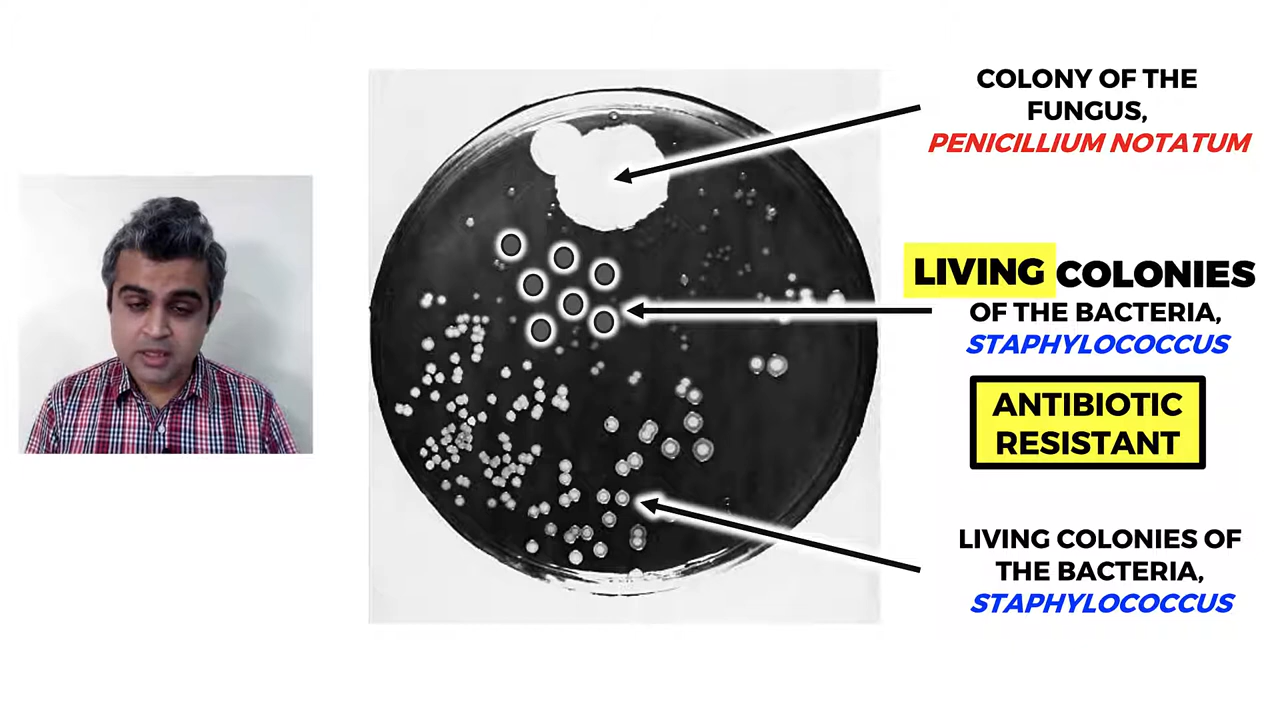 COLONY OF THE
FUNGUS,
PENICILLIUM NOTATUM
LIVING COLONIES
OF THE BACTERIA,
STAPHYLOCOCCUS
ANTIBIOTIC
RESISTANT
LIVING COLONIES OF
THE BACTERIA,
STAPHYLOCOCCUS